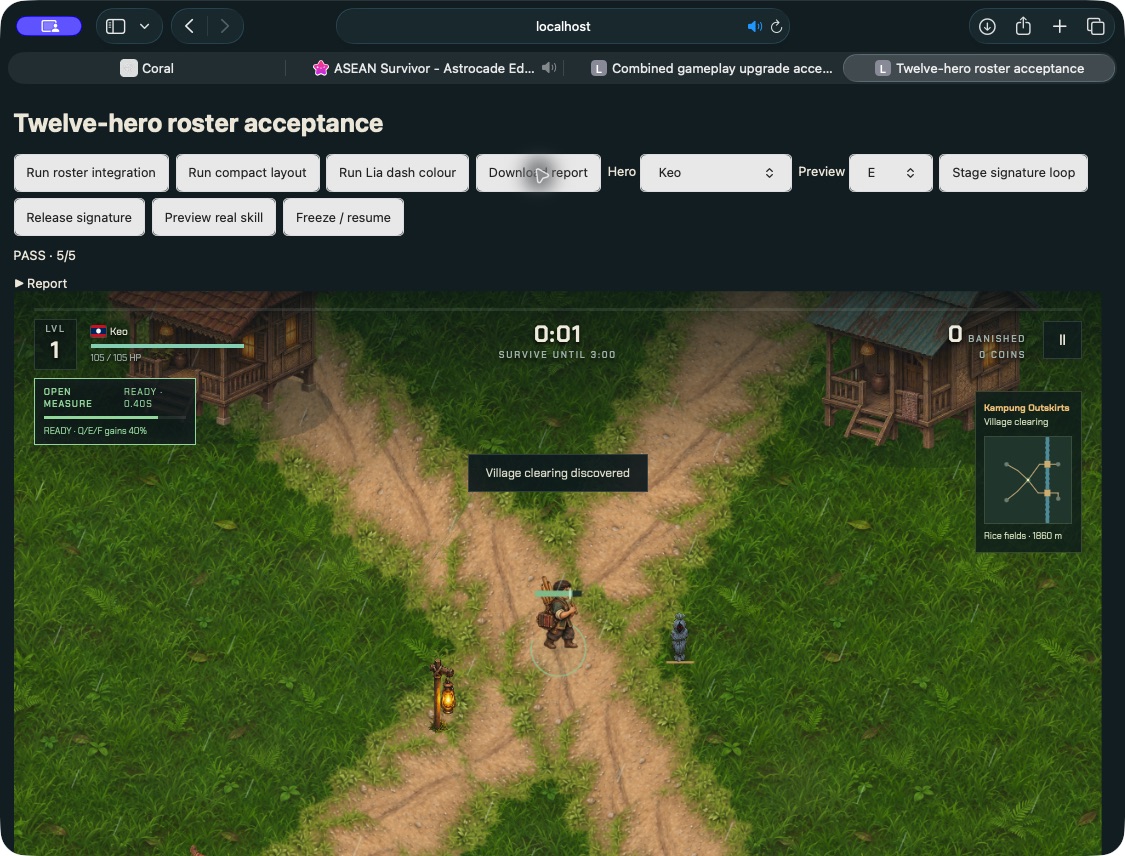 localhost
Coral
ASEAN Survivor - Astrocade Ed...
L Combined gameplay upgrade acce...
L Twelve-hero roster acceptance
Twelve-hero roster acceptance
Run roster integration
Run compact layout
Run Lia dash colour
Download report
Hero
Keo
Preview
E
Stage signature loop
Release signature
Preview real skill
Freeze / resume
PASS · 5/5
Report
LVL
1
Keo
105 / 105 HP
0:01
SURVIVE UNTIL 3:00
0 BANISHED
0 COINS
OPEN MEASURE
READY · 0.40S
READY · Q/E/F gains 40%
Kampung Outskirts
Village clearing
Rice fields · 1860 m
Village clearing discovered